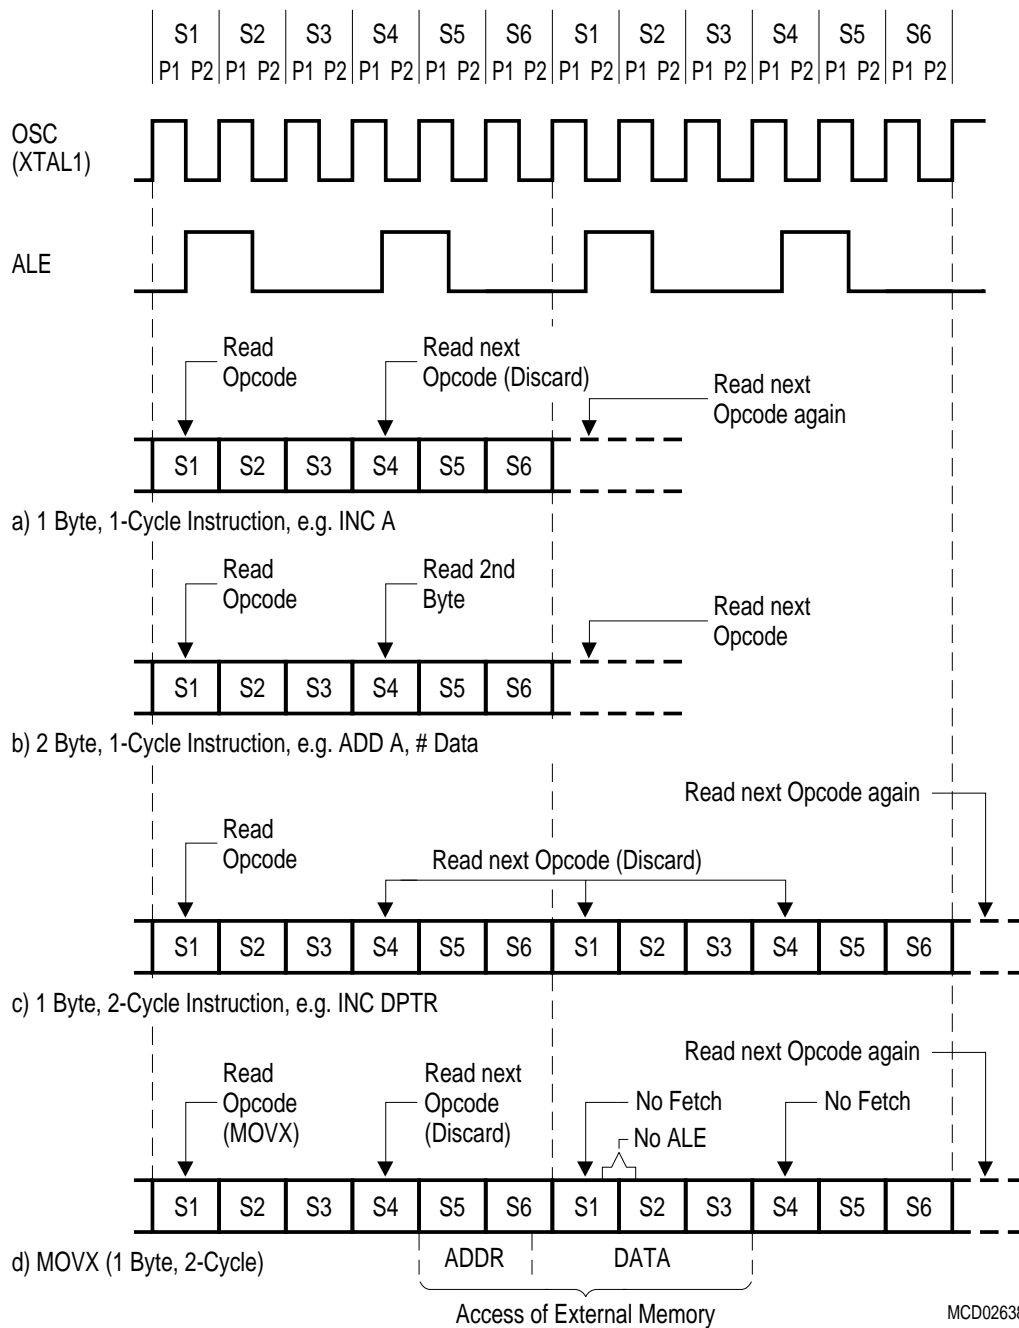 S1 S2 S3 S4 S5 S6 S1 S2 S3 S4 S5 S6
P1 P2 P1 P2 P1 P2 P1 P2 P1 P2 P1 P2 P1 P2 P1 P2 P1 P2 P1 P2 P1 P2 P1 P2
OSC
(XTAL1)
ALE
Read
Opcode
Read next
Opcode (Discard)
Read next
Opcode again
S1 S2 S3 S4 S5 S6
a) 1 Byte, 1-Cycle Instruction, e.g. INC A
Read
Opcode
Read 2nd
Byte
Read next
Opcode
S1 S2 S3 S4 S5 S6
b) 2 Byte, 1-Cycle Instruction, e.g. ADD A, # Data
Read next Opcode again
Read
Opcode
Read next Opcode (Discard)
S1 S2 S3 S4 S5 S6 S1 S2 S3 S4 S5 S6
c) 1 Byte, 2-Cycle Instruction, e.g. INC DPTR
Read next Opcode again
Read
Opcode
(MOVX)
Read next
Opcode
(Discard)
No Fetch
No ALE
No Fetch
S1 S2 S3 S4 S5 S6 S1 S2 S3 S4 S5 S6
d) MOVX (1 Byte, 2-Cycle)
ADDR DATA
Access of External Memory
MCD02638